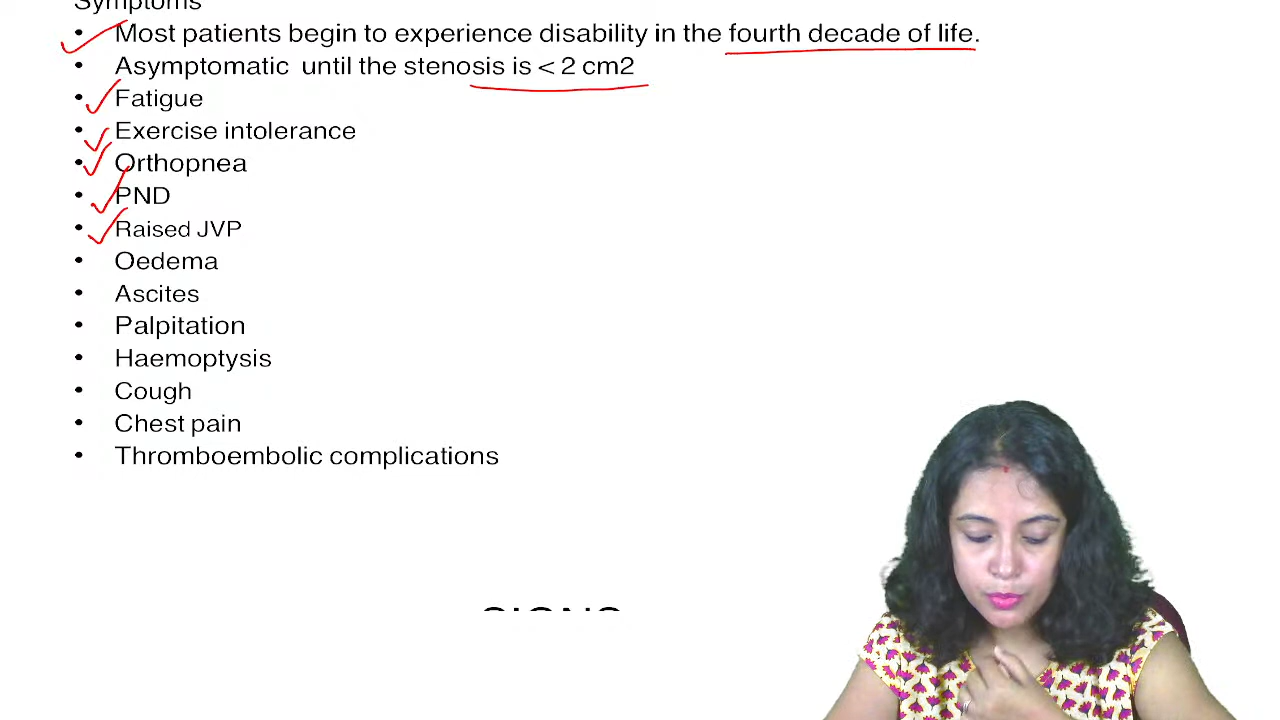 Symptoms
• Most patients begin to experience disability in the fourth decade of life.
• Asymptomatic until the stenosis is < 2 cm2
• Fatigue
• Exercise intolerance
• Orthopnea
• PND
• Raised JVP
• Oedema
• Ascites
• Palpitation
• Haemoptysis
• Cough
• Chest pain
• Thromboembolic complications
SIGNS